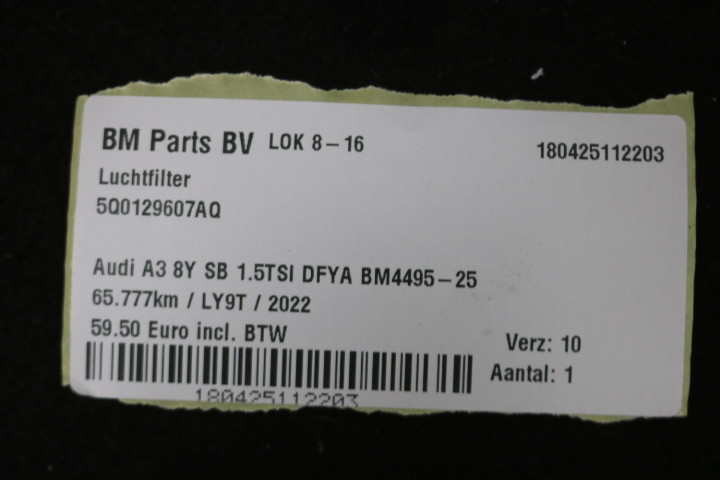 BM Parts BV LOK 8-16 180425112203
Luchtfilter
5Q0129607AQ
Audi A3 8Y SB 1.5TSI DFYA BM4495-25
65.777km / LY9T / 2022
59.50 Euro incl. BTW
Verz: 10
Aantal: 1
180425112203